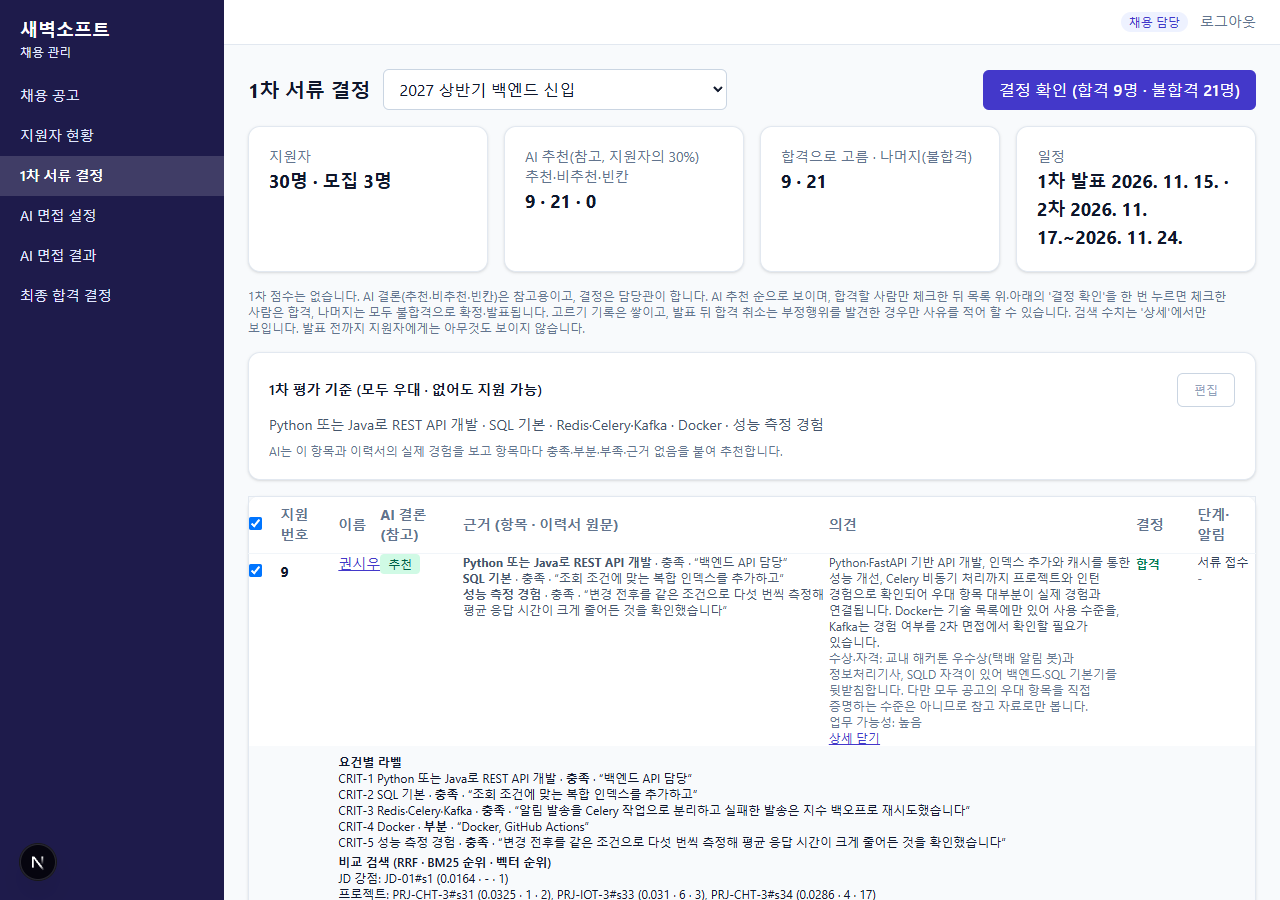 새벽소프트
채용 관리
채용 공고
지원자 현황
1차 서류 결정
AI 면접 설정
AI 면접 결과
최종 합격 결정
N
채용 담당
로그아웃
1차 서류 결정
2027 상반기 백엔드 신입
결정 확인 (합격 9명 · 불합격 21명)
지원자
30명 · 모집 3명
AI 추천(참고, 지원자의 30%)
추천·비추천·빈칸
9 · 21 · 0
합격으로 고름 · 나머지(불합격)
9 · 21
일정
1차 발표 2026. 11. 15. ·
2차 2026. 11.
17.~2026. 11. 24.
1차 점수는 없습니다. AI 결론(추천·비추천·빈칸)은 참고용이고, 결정은 담당관이 합니다. AI 추천 순으로 보이며, 합격할 사람만 체크한 뒤 목록 위·아래의 '결정 확인'을 한 번 누르면 체크한
사람은 합격, 나머지는 모두 불합격으로 확정·발표됩니다. 고르기 기록은 쌓이고, 발표 뒤 합격 취소는 부정행위를 발견한 경우만 사유를 적어 할 수 있습니다. 검색 수치는 '상세'에서만
보입니다. 발표 전까지 지원자에게는 아무것도 보이지 않습니다.
1차 평가 기준 (모두 우대 · 없어도 지원 가능)
편집
Python 또는 Java로 REST API 개발 · SQL 기본 · Redis·Celery·Kafka · Docker · 성능 측정 경험
AI는 이 항목과 이력서의 실제 경험을 보고 항목마다 충족·부분·부족·근거 없음을 붙여 추천합니다.
지원
번호
이름
AI 결론
(참고)
근거 (항목 · 이력서 원문)
의견
결정
단계·
알림
9
권시우
추천
Python 또는 Java로 REST API 개발 · 충족 · “백엔드 API 담당”
SQL 기본 · 충족 · “조회 조건에 맞는 복합 인덱스를 추가하고”
성능 측정 경험 · 충족 · “변경 전후를 같은 조건으로 다섯 번씩 측정해
평균 응답 시간이 크게 줄어든 것을 확인했습니다”
Python·FastAPI 기반 API 개발, 인덱스 추가와 캐시를 통한
성능 개선, Celery 비동기 처리까지 프로젝트와 인턴
경험으로 확인되어 우대 항목 대부분이 실제 경험과
연결됩니다. Docker는 기술 목록에만 있어 사용 수준을,
Kafka는 경험 여부를 2차 면접에서 확인할 필요가
있습니다.
수상·자격: 교내 해커톤 우수상(택배 알림 봇)과
정보처리기사, SQLD 자격이 있어 백엔드·SQL 기본기를
뒷받침합니다. 다만 모두 공고의 우대 항목을 직접
증명하는 수준은 아니므로 참고 자료로만 봅니다.
업무 가능성: 높음
상세 닫기
합격
서류 접수
-
요건별 라벨
CRIT-1 Python 또는 Java로 REST API 개발 · 충족 · “백엔드 API 담당”
CRIT-2 SQL 기본 · 충족 · “조회 조건에 맞는 복합 인덱스를 추가하고”
CRIT-3 Redis·Celery·Kafka · 충족 · “알림 발송을 Celery 작업으로 분리하고 실패한 발송은 지수 백오프로 재시도했습니다”
CRIT-4 Docker · 부분 · “Docker, GitHub Actions”
CRIT-5 성능 측정 경험 · 충족 · “변경 전후를 같은 조건으로 다섯 번씩 측정해 평균 응답 시간이 크게 줄어든 것을 확인했습니다”
비교 검색 (RRF · BM25 순위 · 벡터 순위)
JD 강점: JD-01#s1 (0.0164 · - · 1)
프로젝트: PRJ-CHT-3#s31 (0.0325 · 1 · 2), PRJ-IOT-3#s33 (0.031 · 6 · 3), PRJ-CHT-3#s34 (0.0286 · 4 · 17)